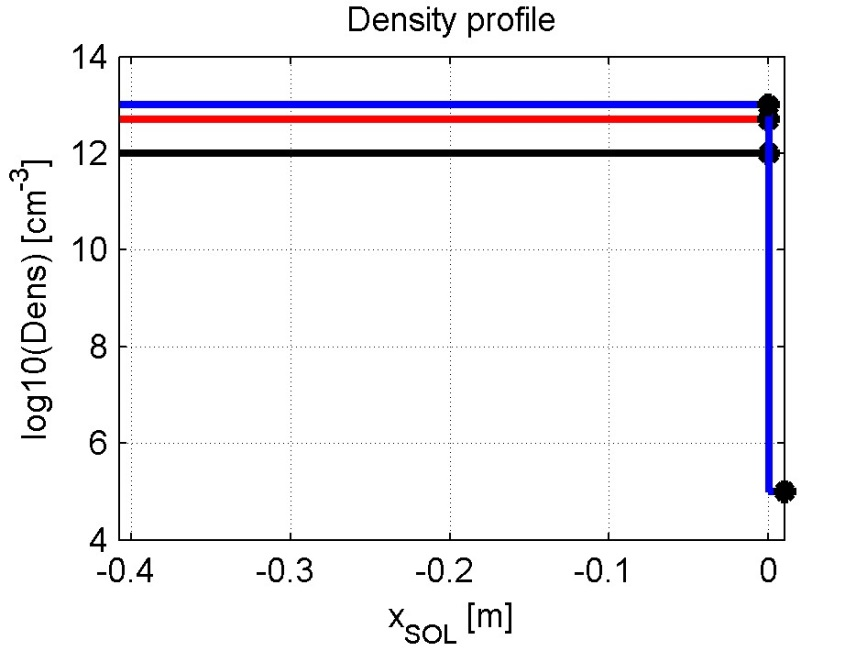 Density profile
log10(Dens) [cm^-3]
14
12
10
8
6
4
-0.4 -0.3 -0.2 -0.1 0
x_SOL [m]